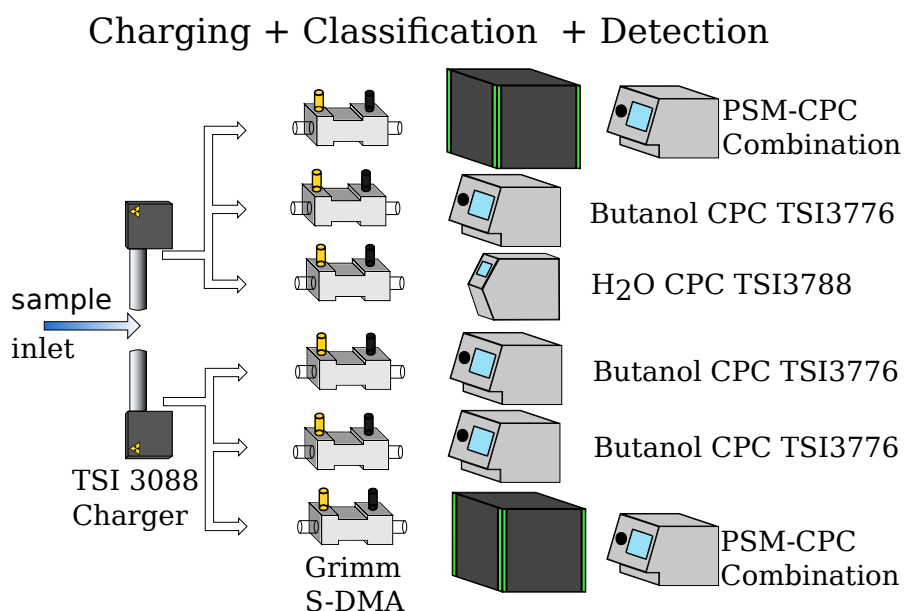 Charging + Classification + Detection
PSM-CPC
Combination
Butanol CPC TSI3776
H2O CPC TSI3788
sample
inlet
Butanol CPC TSI3776
Butanol CPC TSI3776
TSI 3088
Charger
PSM-CPC
Combination
Grimm
S-DMA